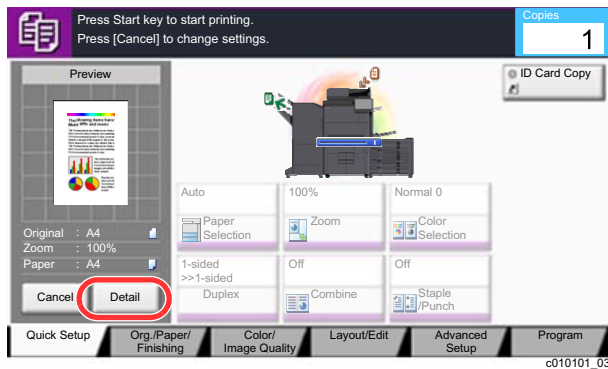 Press Start key to start printing.
Press [Cancel] to change settings.
Copies
1
Preview
ID Card Copy
Original : A4
Zoom : 100%
Paper : A4
Cancel
Detail
Auto
Paper
Selection
100%
Zoom
Normal 0
Color
Selection
1-sided
>>1-sided
Duplex
Off
Combine
Off
Staple
/Punch
Quick Setup
Org./Paper/
Finishing
Color/
Image Quality
Layout/Edit
Advanced
Setup
Program
c010101_03